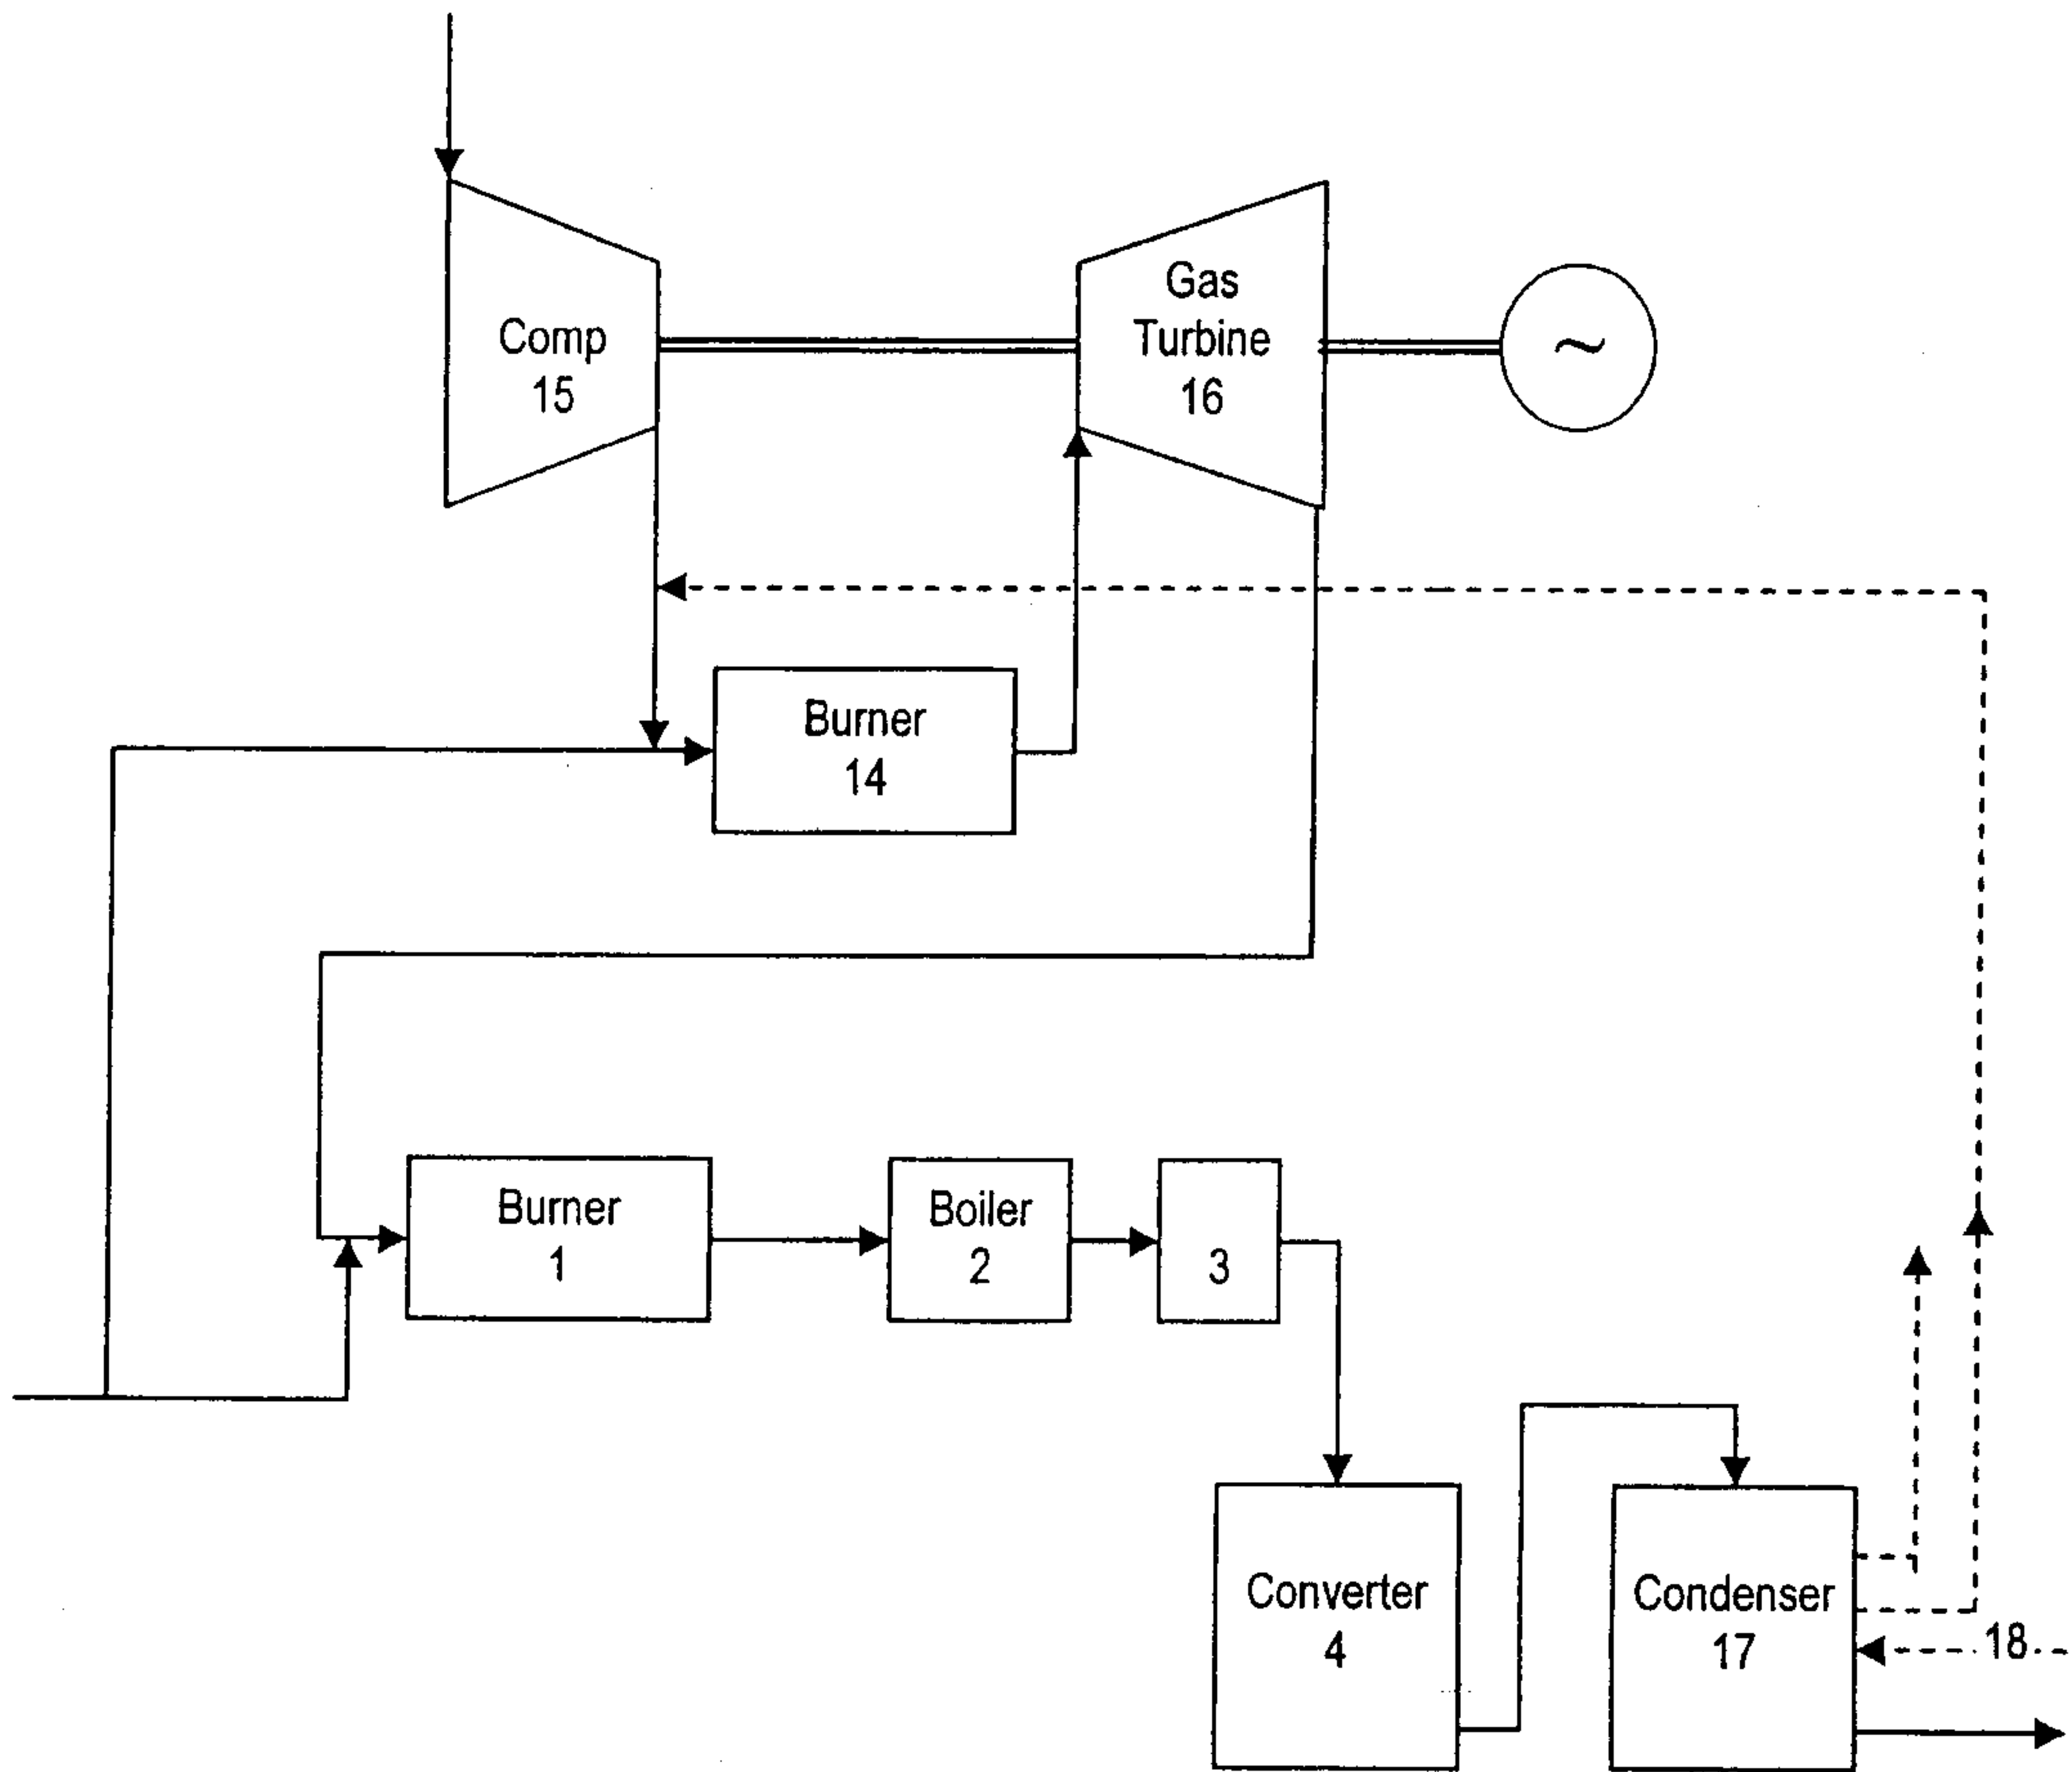 Comp
15
Gas
Turbine
16
~
Burner
14
Burner
1
Boiler
2
3
Converter
4
Condenser
17
18